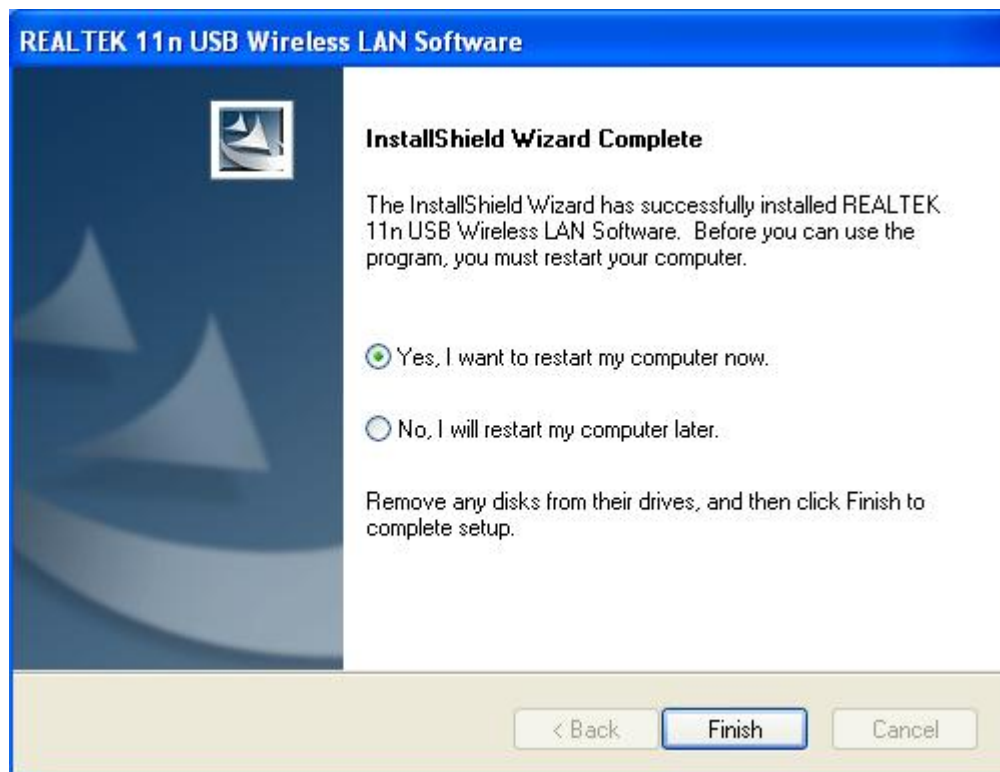 REALTEK 11n USB Wireless LAN Software
InstallShield Wizard Complete
The InstallShield Wizard has successfully installed REALTEK
11n USB Wireless LAN Software.  Before you can use the
program, you must restart your computer.
Yes, I want to restart my computer now.
No, I will restart my computer later.
Remove any disks from their drives, and then click Finish to
complete setup.
< Back Finish Cancel